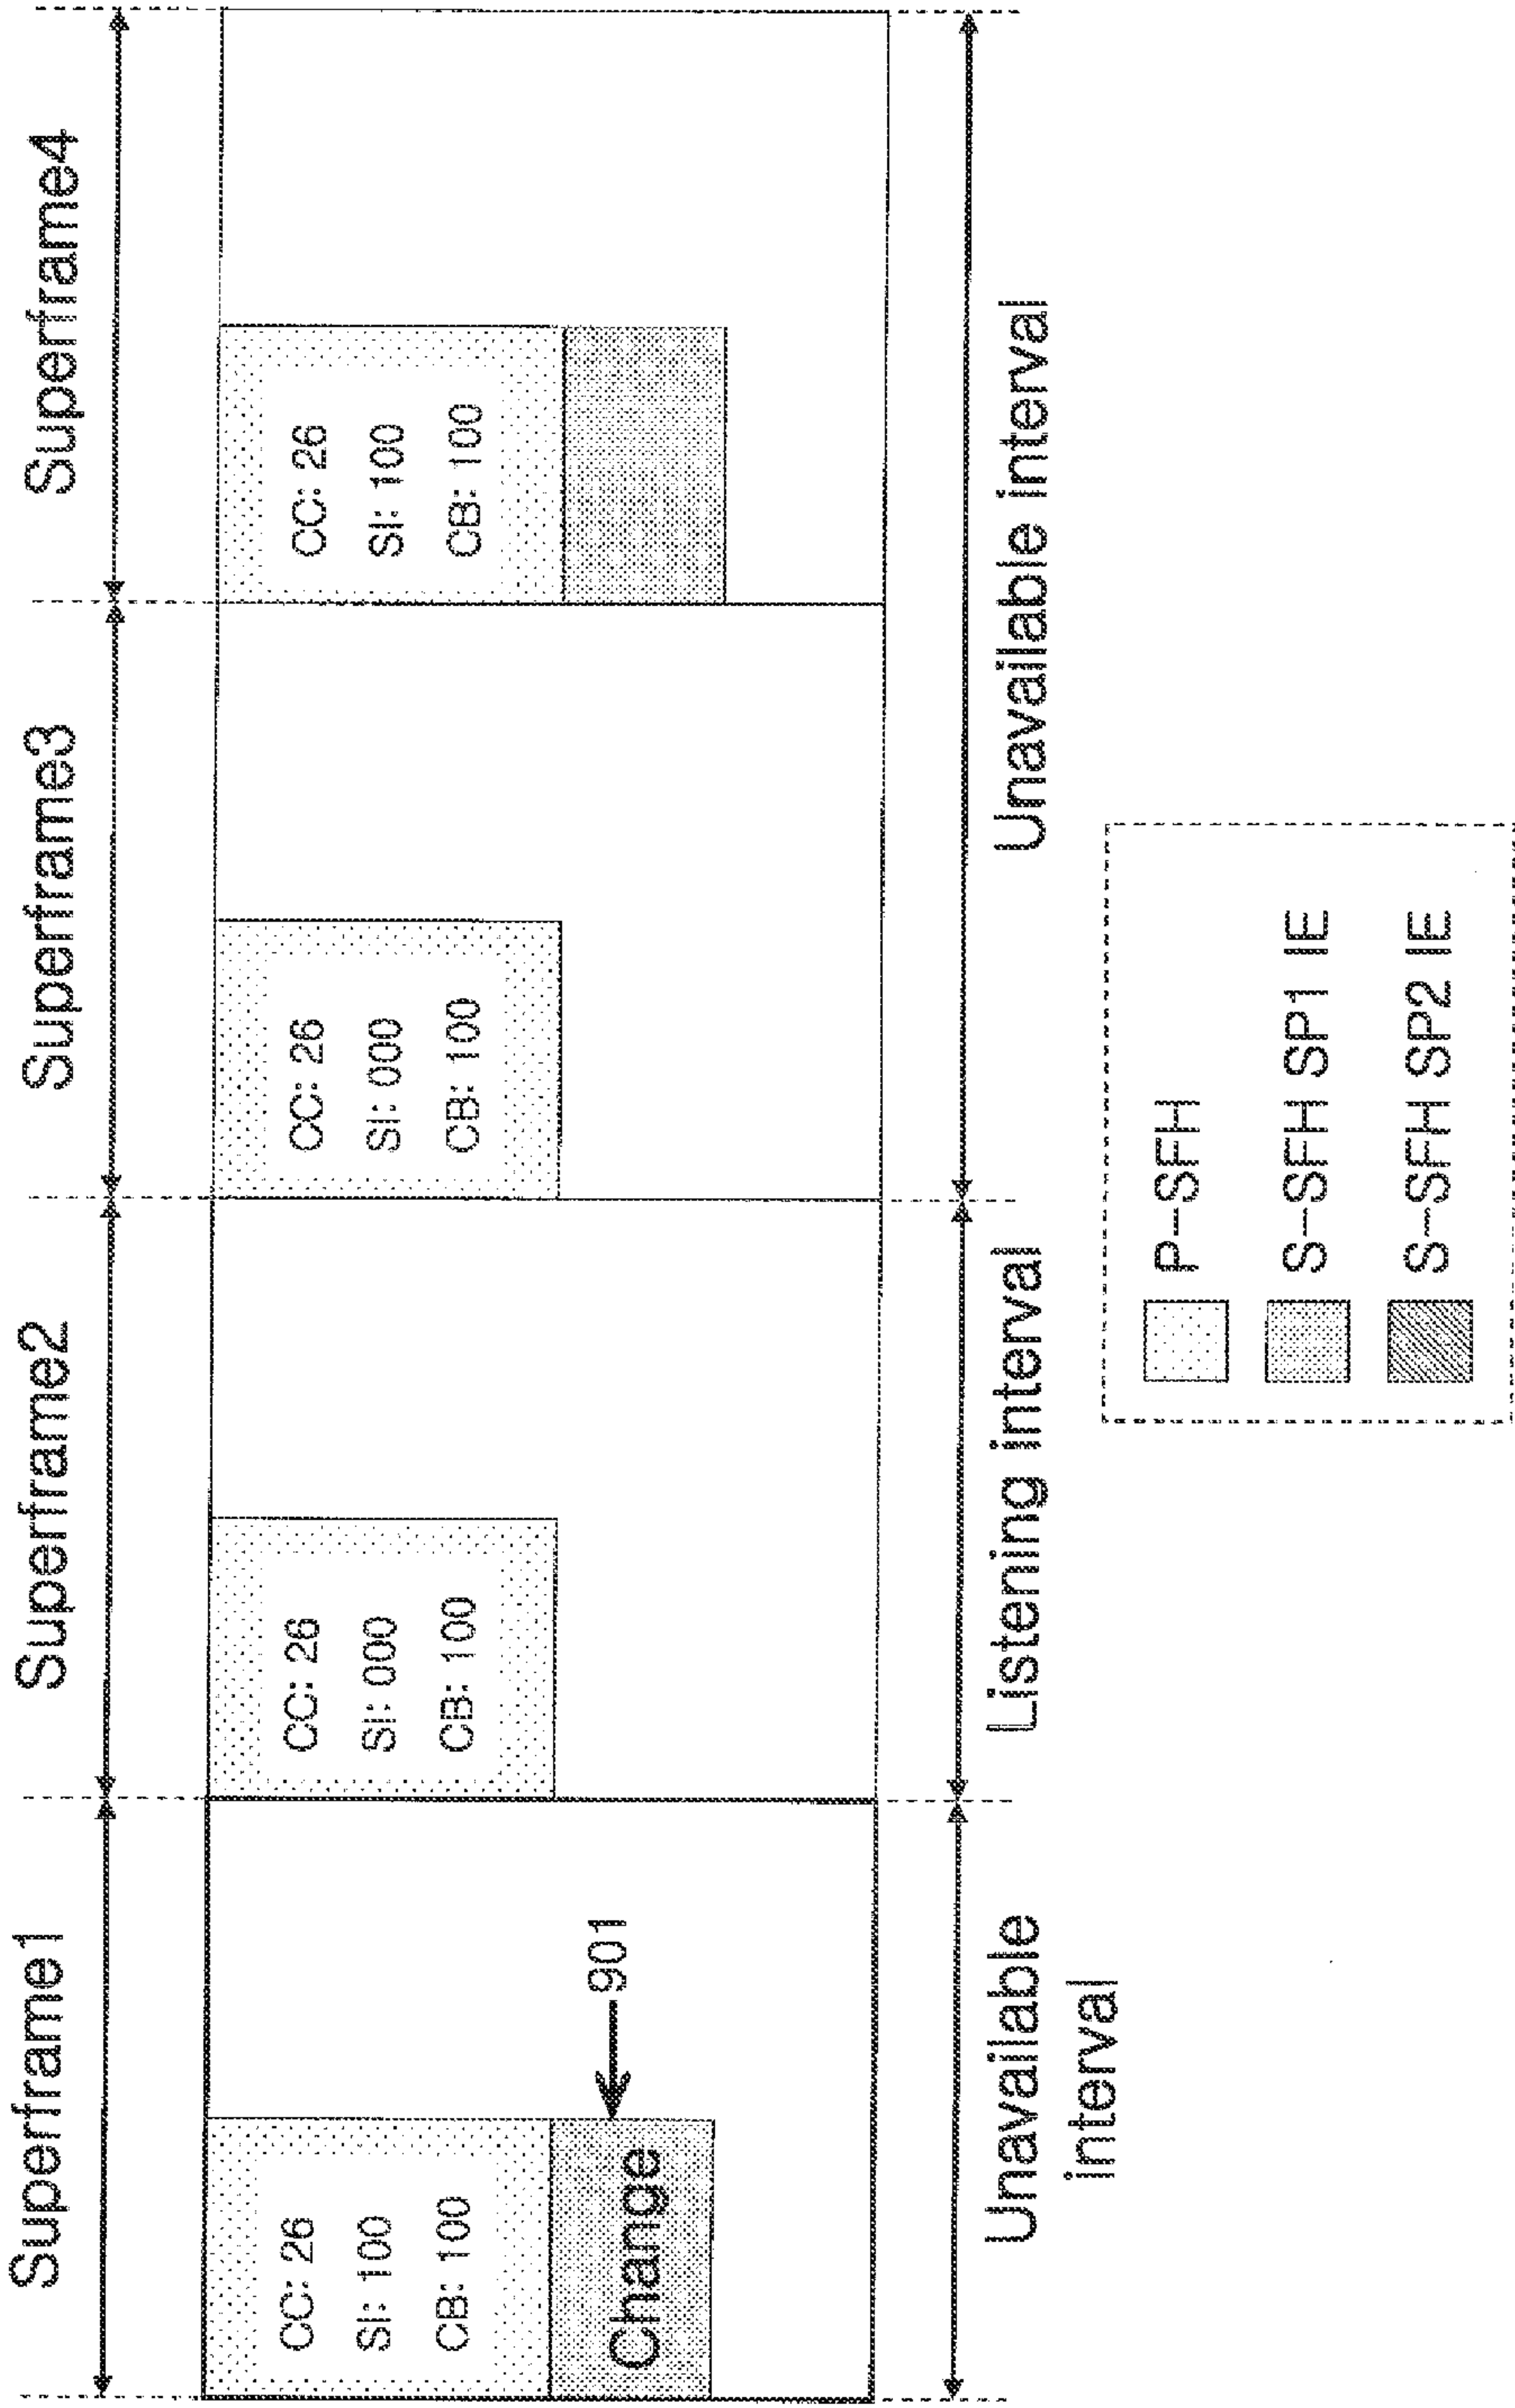 Superframe1
Superframe2
Superframe3
Superframe4
CC: 26
SI: 100
CB: 100
Change
901
CC: 26
SI: 000
CB: 100
CC: 26
SI: 000
CB: 100
CC: 26
SI: 100
CB: 100
Unavailable
interval
Listening interval
Unavailable interval
P-SFH
S-SFH SP1 IE
S-SFH SP2 IE